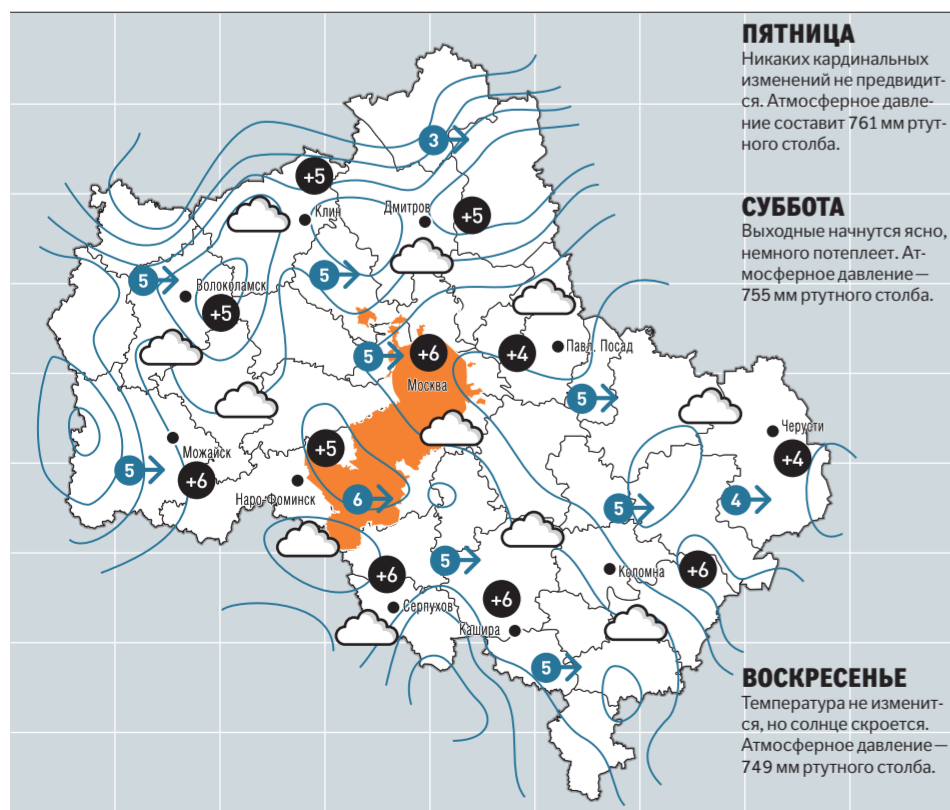 ПЯТНИЦА
Никаких кардинальных
изменений не предвидит-
ся. Атмосферное давле-
ние составит 761 мм ртут-
ного столба.
СУББОТА
Выходные начнутся ясно,
немного потеплеет. Ат-
мосферное давление —
755 мм ртутного столба.
3
+5
Клин
Дмитров
+5
5
Волоколамск
+5
5
5
+6
Москва
+4
Павл. Посад
5
Черусти
+4
Можайск
5
+6
+5
Наро-Фоминск
6
5
4
5
+6
Серпухов
+6
Кашира
Коломна
+6
5
ВОСКРЕСЕНЬЕ
Температура не изменит-
ся, но солнце скроется.
Атмосферное давление —
749 мм ртутного столба.